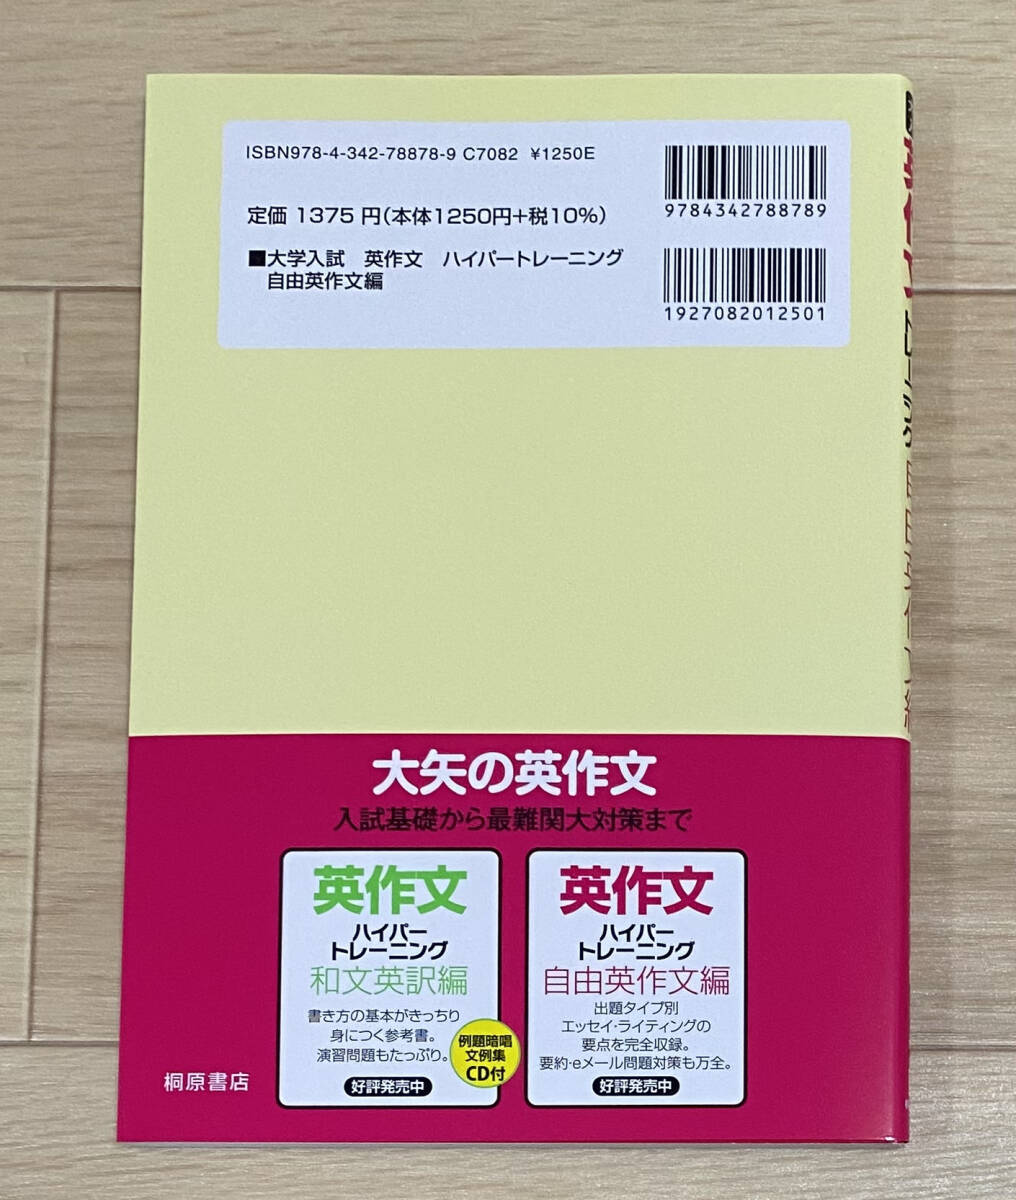 ISBN978-4-342-78878-9 C7082 ¥1250E
定価 1375 円(本体1250円+税10%)
■大学入試 英作文 ハイパートレーニング
自由英作文編
9784342788789
1927082012501
大矢の英作文
入試基礎から最難関大対策まで
英作文
ハイパー
トレーニング
和文英訳編
書き方の基本がきっちり
身につく参考書。
演習問題もたっぷり。
例題暗唱
文例集
CD付
好評発売中
英作文
ハイパー
トレーニング
自由英作文編
出題タイプ別
エッセイ・ライティングの
要点を完全収録。
要約・eメール問題対策も万全。
好評発売中
桐原書店